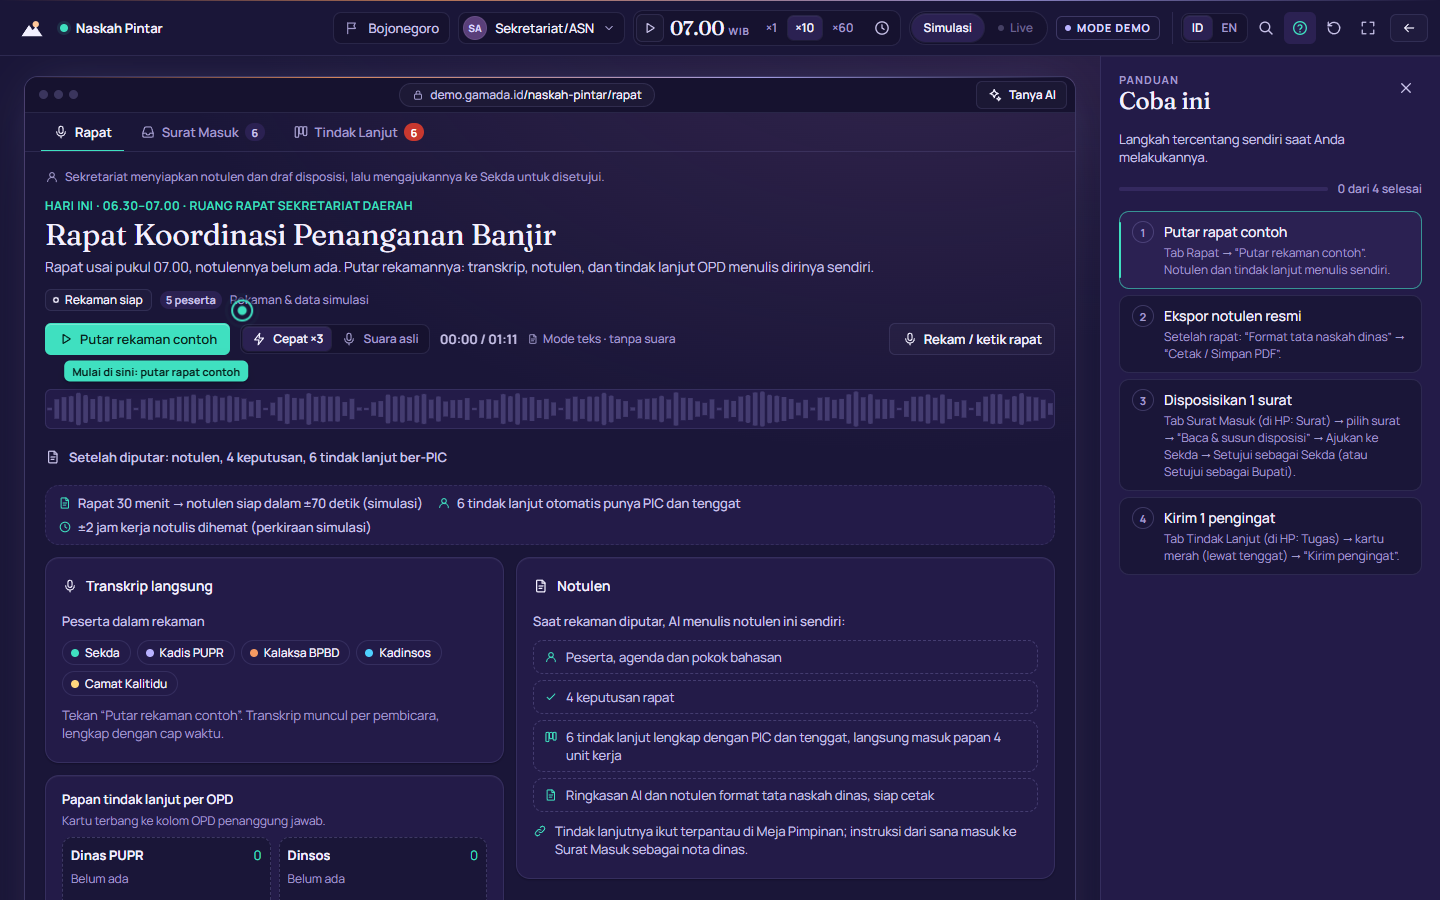 Naskah Pintar
Bojonegoro
SA Sekretariat/ASN
07.00 WIB
×1 ×10 ×60
Simulasi Live
MODE DEMO
ID EN
demo.gamada.id/naskah-pintar/rapat
Tanya AI
Rapat
Surat Masuk 6
Tindak Lanjut 6
Sekretariat menyiapkan notulen dan draf disposisi, lalu mengajukannya ke Sekda untuk disetujui.
HARI INI · 06.30–07.00 · RUANG RAPAT SEKRETARIAT DAERAH
Rapat Koordinasi Penanganan Banjir
Rapat usai pukul 07.00, notulennya belum ada. Putar rekamannya: transkrip, notulen, dan tindak lanjut OPD menulis dirinya sendiri.
Rekaman siap
5 peserta
Rekaman & data simulasi
Putar rekaman contoh
Cepat ×3
Suara asli
00:00 / 01:11
Mode teks · tanpa suara
Rekam / ketik rapat
Mulai di sini: putar rapat contoh
Setelah diputar: notulen, 4 keputusan, 6 tindak lanjut ber-PIC
Rapat 30 menit → notulen siap dalam ±70 detik (simulasi)
6 tindak lanjut otomatis punya PIC dan tenggat
±2 jam kerja notulis dihemat (perkiraan simulasi)
Transkrip langsung
Peserta dalam rekaman
Sekda
Kadis PUPR
Kalaksa BPBD
Kadinsos
Camat Kalitidu
Tekan “Putar rekaman contoh”. Transkrip muncul per pembicara,
lengkap dengan cap waktu.
Papan tindak lanjut per OPD
Kartu terbang ke kolom OPD penanggung jawab.
Dinas PUPR 0
Belum ada
Dinsos 0
Belum ada
Notulen
Saat rekaman diputar, AI menulis notulen ini sendiri:
Peserta, agenda dan pokok bahasan
4 keputusan rapat
6 tindak lanjut lengkap dengan PIC dan tenggat, langsung masuk papan 4
unit kerja
Ringkasan AI dan notulen format tata naskah dinas, siap cetak
Tindak lanjutnya ikut terpantau di Meja Pimpinan; instruksi dari sana masuk ke
Surat Masuk sebagai nota dinas.
PANDUAN
Coba ini
Langkah tercentang sendiri saat Anda
melakukannya.
0 dari 4 selesai
1 Putar rapat contoh
Tab Rapat → “Putar rekaman contoh”.
Notulen dan tindak lanjut menulis sendiri.
2 Ekspor notulen resmi
Setelah rapat: “Format tata naskah dinas” →
“Cetak / Simpan PDF”.
3 Disposisikan 1 surat
Tab Surat Masuk (di HP: Surat) → pilih surat
→ “Baca & susun disposisi” → Ajukan ke
Sekda → Setujui sebagai Sekda (atau
Setujui sebagai Bupati).
4 Kirim 1 pengingat
Tab Tindak Lanjut (di HP: Tugas) → kartu
merah (lewat tenggat) → “Kirim pengingat”.